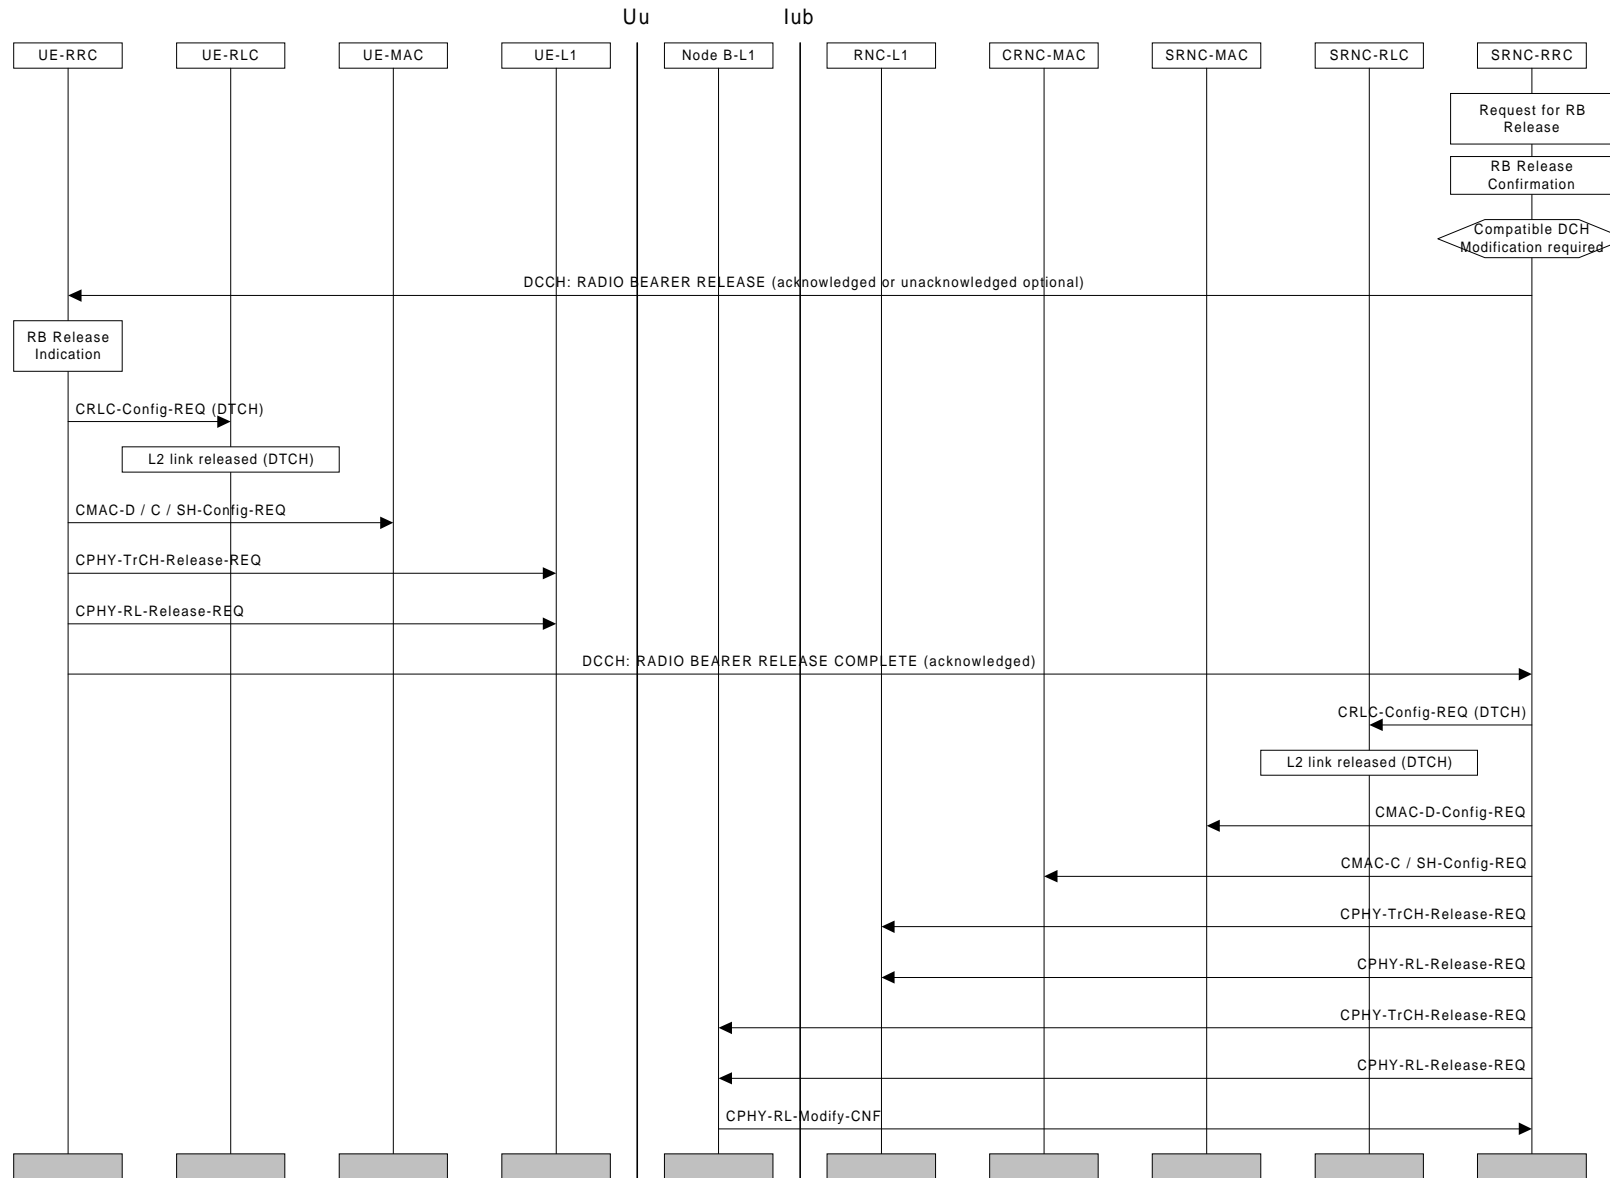 Uu
Iub
UE-RRC
UE-RLC
UE-MAC
UE-L1
Node B-L1
RNC-L1
CRNC-MAC
SRNC-MAC
SRNC-RLC
SRNC-RRC
Request for RB
Release
RB Release
Confirmation
Compatible DCH
Modification required
DCCH: RADIO BEARER RELEASE (acknowledged or unacknowledged optional)
RB Release
Indication
CRLC-Config-REQ (DTCH)
L2 link released (DTCH)
CMAC-D / C / SH-Config-REQ
CPHY-TrCH-Release-REQ
CPHY-RL-Release-REQ
DCCH: RADIO BEARER RELEASE COMPLETE (acknowledged)
CRLC-Config-REQ (DTCH)
L2 link released (DTCH)
CMAC-D-Config-REQ
CMAC-C / SH-Config-REQ
CPHY-TrCH-Release-REQ
CPHY-RL-Release-REQ
CPHY-TrCH-Release-REQ
CPHY-RL-Release-REQ
CPHY-RL-Modify-CNF